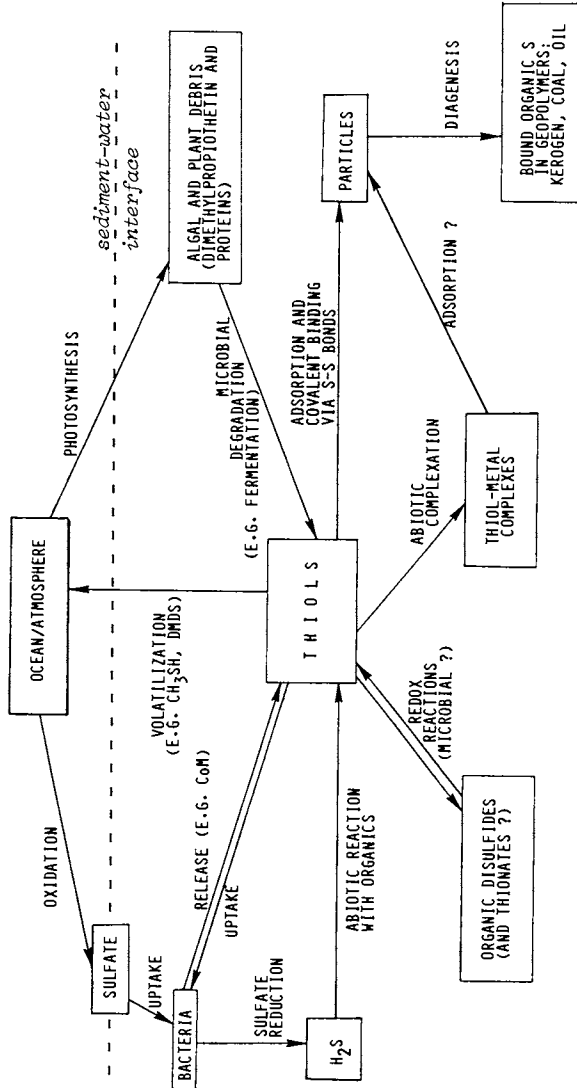 sediment-water
interface
OCEAN/ATMOSPHERE
OXIDATION
PHOTOSYNTHESIS
SULFATE
UPTAKE
BACTERIA
SULFATE
REDUCTION
H2S
RELEASE (E.G. CoM)
UPTAKE
VOLATILIZATION
(E.G. CH3SH, DMDS)
ALGAL AND PLANT DEBRIS
(DIMETHYLPROPIOTHETIN AND
PROTEINS)
MICROBIAL
DEGRADATION
(E.G. FERMENTATION)
THIOLS
ABIOTIC REACTION
WITH ORGANICS
ADSORPTION AND
COVALENT BINDING
VIA S-S BONDS
PARTICLES
REDOX
REACTIONS
(MICROBIAL ?)
ORGANIC DISULFIDES
(AND THIONATES ?)
ABIOTIC
COMPLEXATION
THIOL-METAL
COMPLEXES
ADSORPTION ?
DIAGENESIS
BOUND ORGANIC S
IN GEOPOLYMERS:
KEROGEN, COAL, OIL